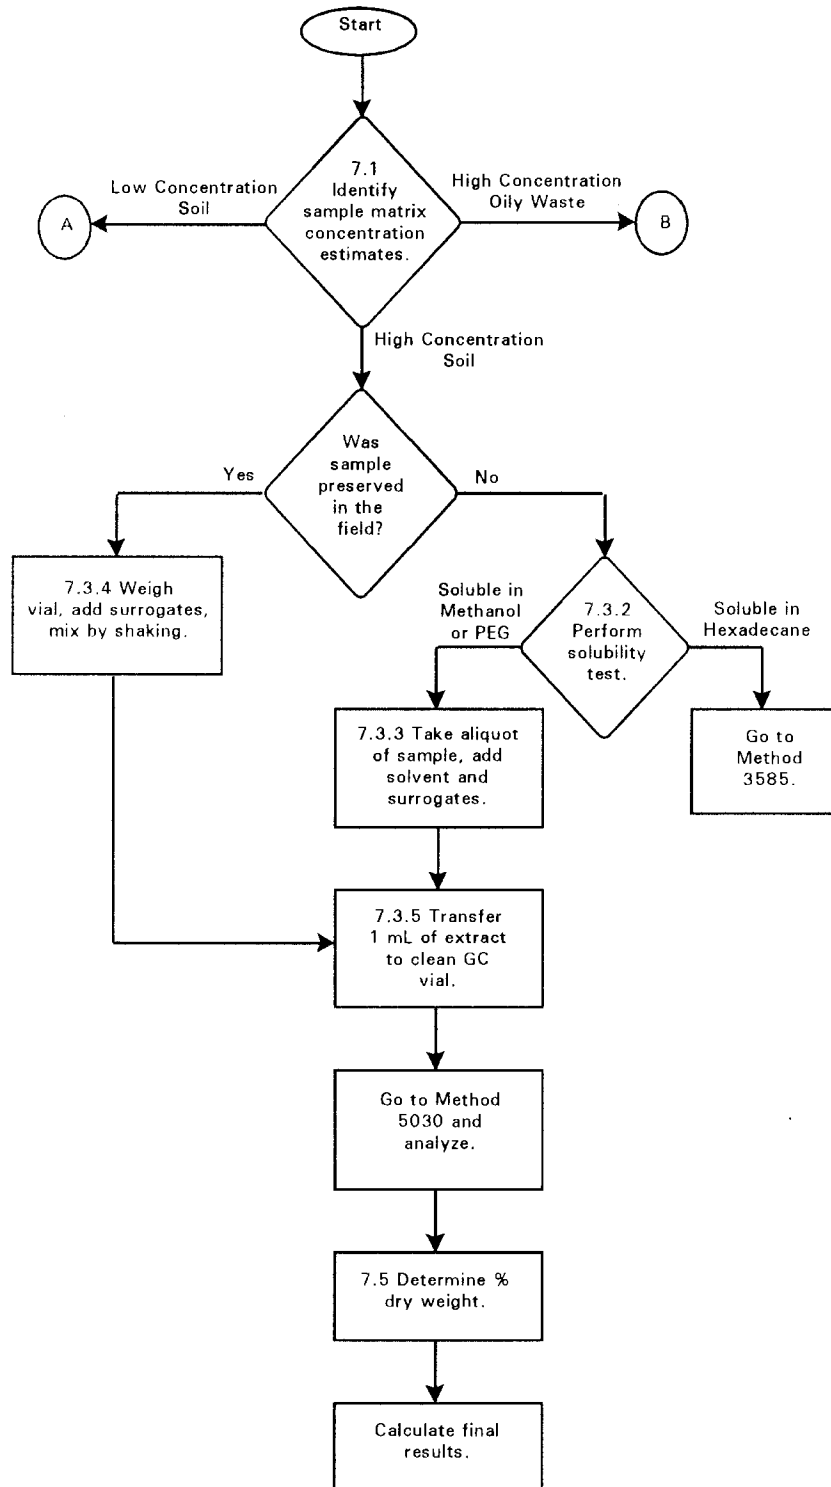 Start
7.1
Identify
sample matrix
concentration
estimates.
Low Concentration
Soil
A
High Concentration
Oily Waste
B
High Concentration
Soil
Was
sample
preserved
in the
field?
Yes
No
7.3.4 Weigh
vial, add surrogates,
mix by shaking.
Soluble in
Methanol
or PEG
7.3.2
Perform
solubility
test.
Soluble in
Hexadecane
7.3.3 Take aliquot
of sample, add
solvent and
surrogates.
Go to
Method
3585.
7.3.5 Transfer
1 mL of extract
to clean GC
vial.
Go to Method
5030 and
analyze.
7.5 Determine %
dry weight.
Calculate final
results.